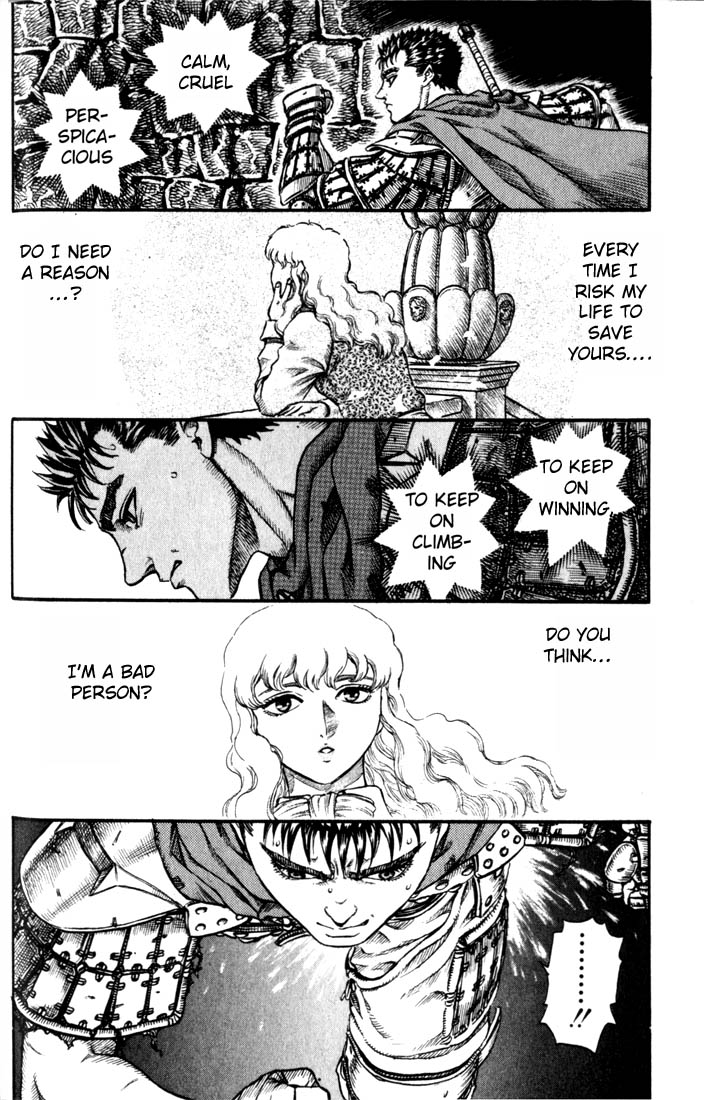 CALM,
CRUEL
PER-
SPICA-
CIOUS
EVERY
TIME I
RISK MY
LIFE TO
SAVE
YOURS....
DO I NEED
A REASON
...?
TO KEEP
ON
WINNING,
TO KEEP
ON
CLIMB-
ING
DO YOU
THINK...
I'M A BAD
PERSON?
........!!